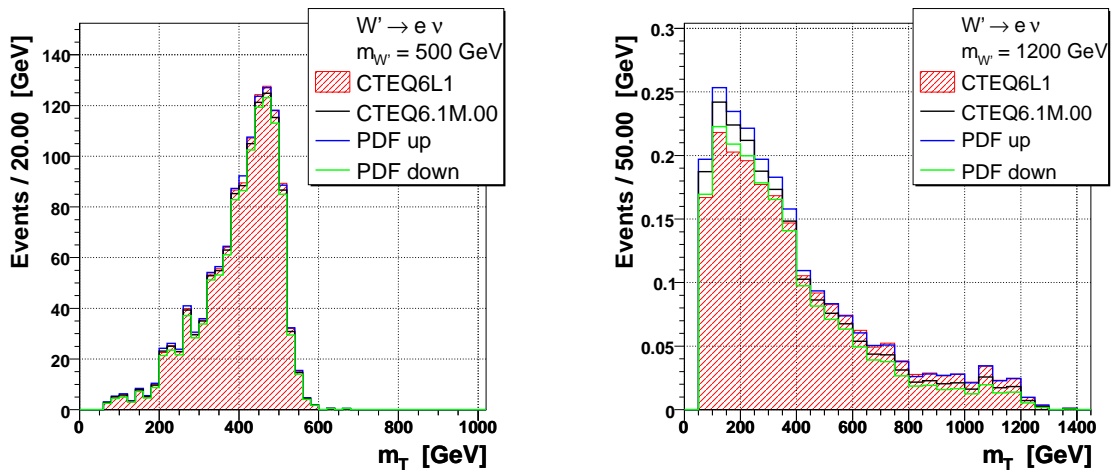 W' → e ν
m_W' = 500 GeV
CTEQ6L1
CTEQ6.1M.00
PDF up
PDF down
Events / 20.00 [GeV]
140
120
100
80
60
40
20
0
0 200 400 600 800 1000
m_T [GeV]
W' → e ν
m_W' = 1200 GeV
CTEQ6L1
CTEQ6.1M.00
PDF up
PDF down
Events / 50.00 [GeV]
0.3
0.25
0.2
0.15
0.1
0.05
0
0 200 400 600 800 1000 1200 1400
m_T [GeV]